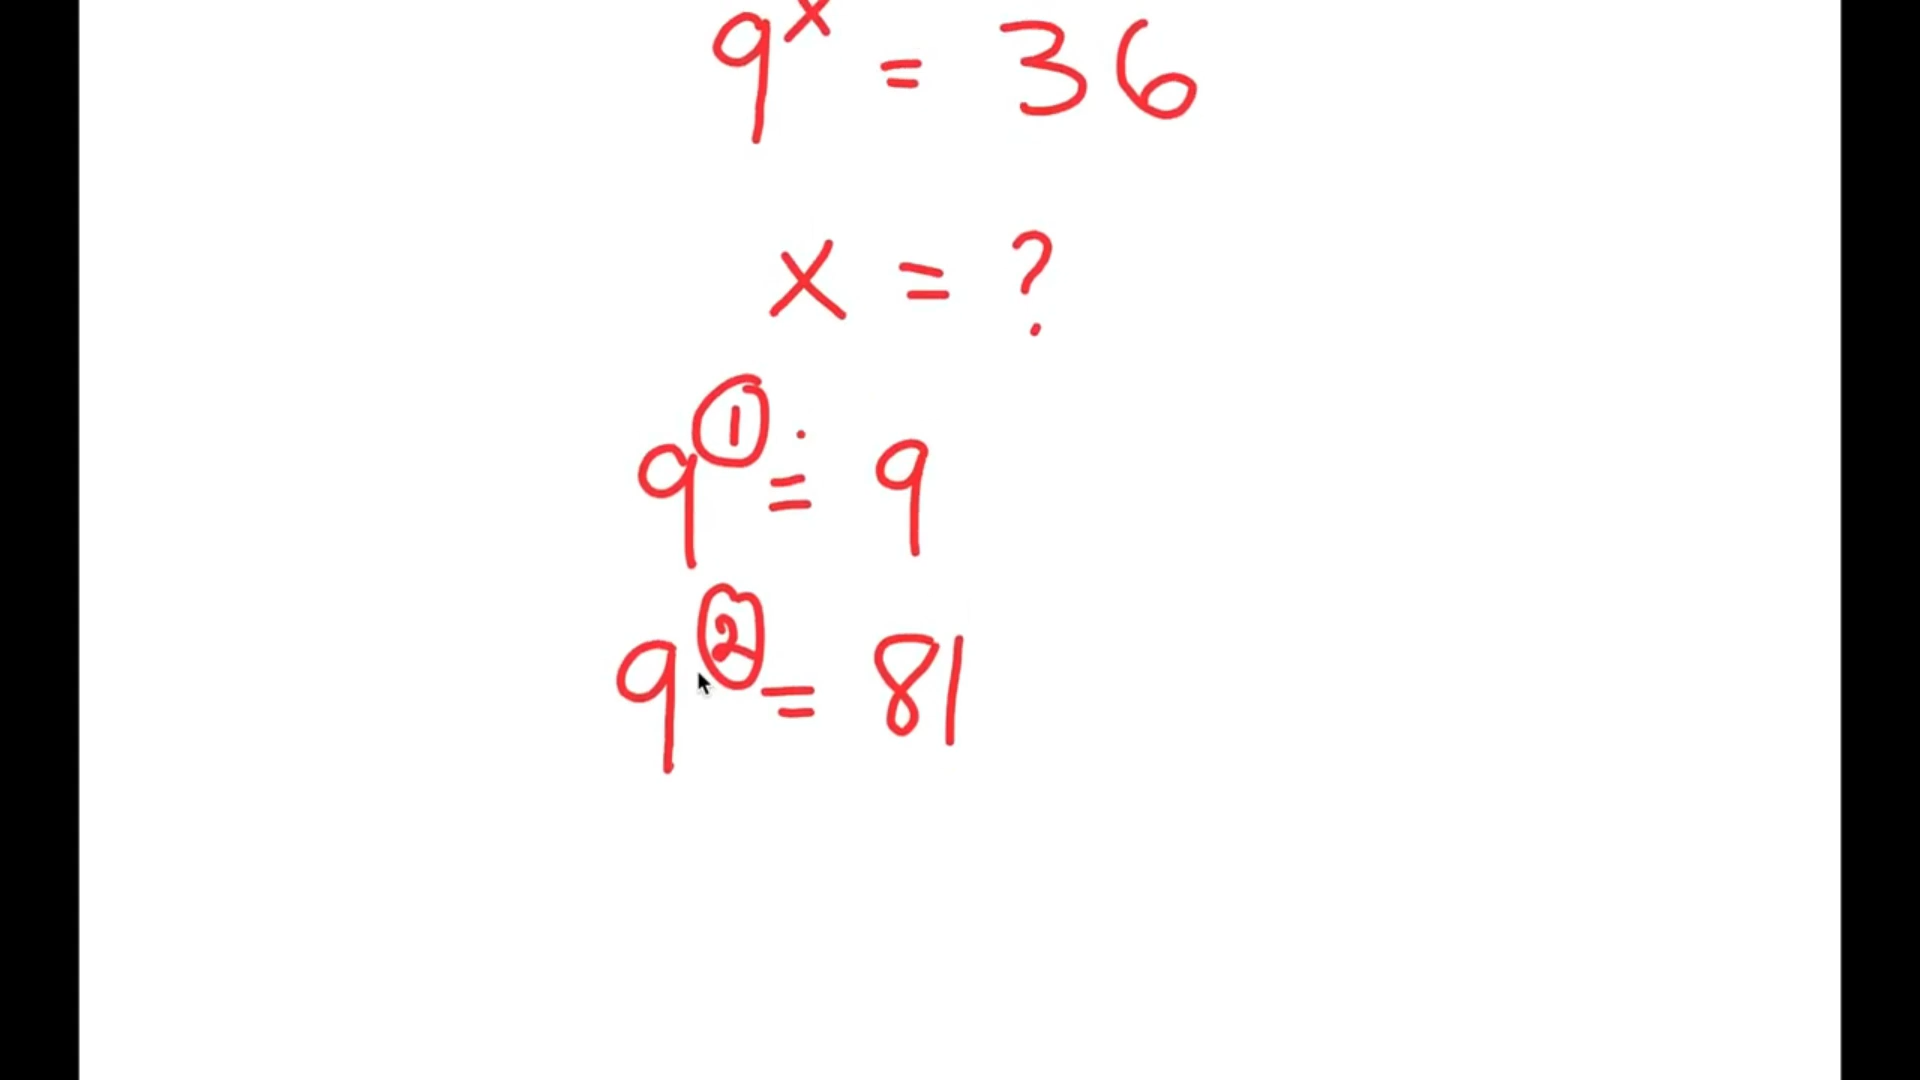 9^x = 36
x = ?
9^① = 9
9^② = 81